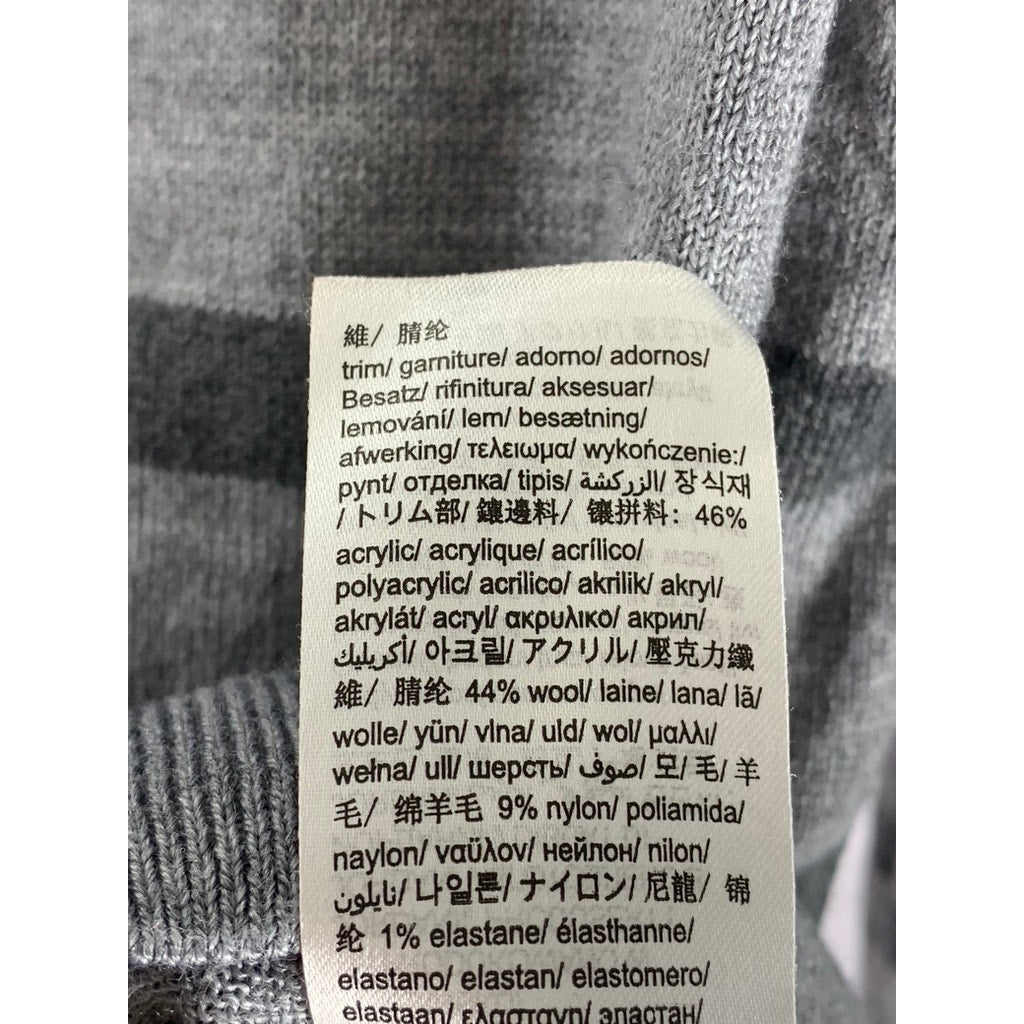 維/ 腈纶
trim/ garniture/ adorno/ adornos/
Besatz/ rifinitura/ aksesuar/
lemování/ lem/ besætning/
afwerking/ τελειωμα/ wykończenie:/
pynt/ отделка/ tipis/ الزركشة/ 장식재
/ トリム部/ 鑲邊料/ 镶拼料: 46%
acrylic/ acrylique/ acrílico/
polyacrylic/ acrilico/ akrilik/ akryl/
akrylát/ acryl/ ακρυλικο/ акрил/
أكريليك/ 아크릴/ アクリル/ 壓克力纖
維/ 腈纶 44% wool/ laine/ lana/ lã/
wolle/ yün/ vlna/ uld/ wol/ μαλλι/
wełna/ ull/ шерсть/ صوف/ 모/ 毛/ 羊
毛/ 绵羊毛 9% nylon/ poliamida/
naylon/ ναϋλον/ нейлон/ nilon/
نايلون/ 나일론/ ナイロン/ 尼龍/ 锦
纶 1% elastane/ élasthanne/
elastano/ elastan/ elastomero/
elastaan/ ελαστανη/ эластан/